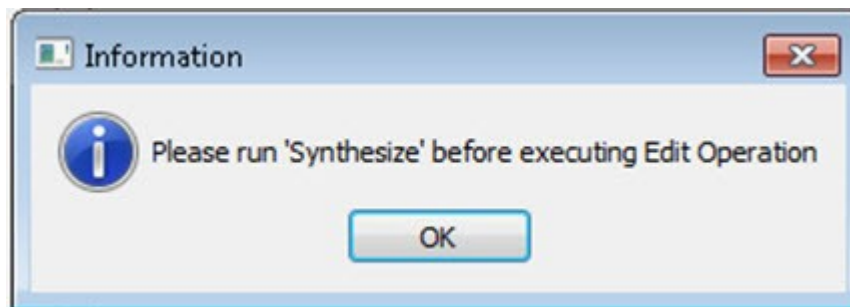 Information
Please run 'Synthesize' before executing Edit Operation
OK